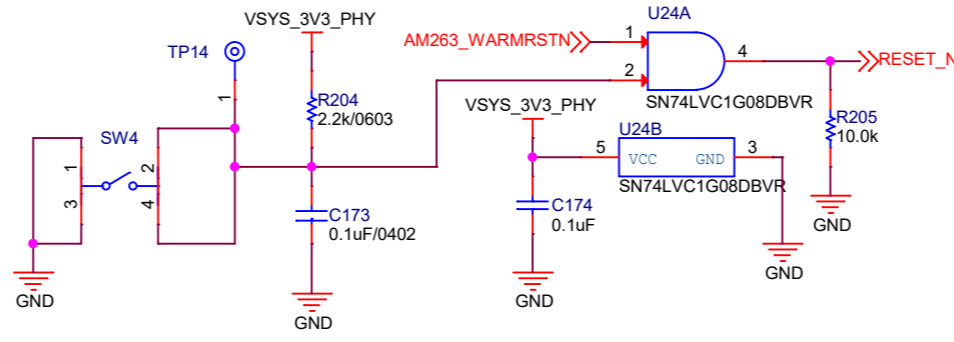 U24A
VSYS_3V3_PHY
AM263_WARMRSTN
1
4
RESET_N
TP14
2
SN74LVC1G08DBVR
1
R204
2.2k/0603
VSYS_3V3_PHY
R205
10.0k
SW4
U24B
5
VCC
GND
3
SN74LVC1G08DBVR
1
2
3
4
C173
0.1uF/0402
C174
0.1uF
GND
GND
GND
GND
GND